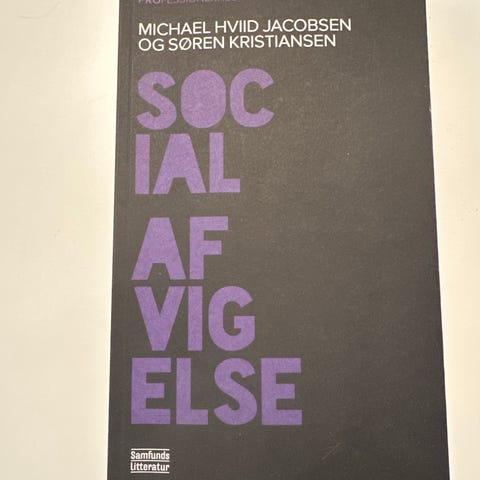 MICHAEL HVIID JACOBSEN
OG SØREN KRISTIANSEN
SOC
IAL
AF
VIG
ELSE
Samfunds
Litteratur